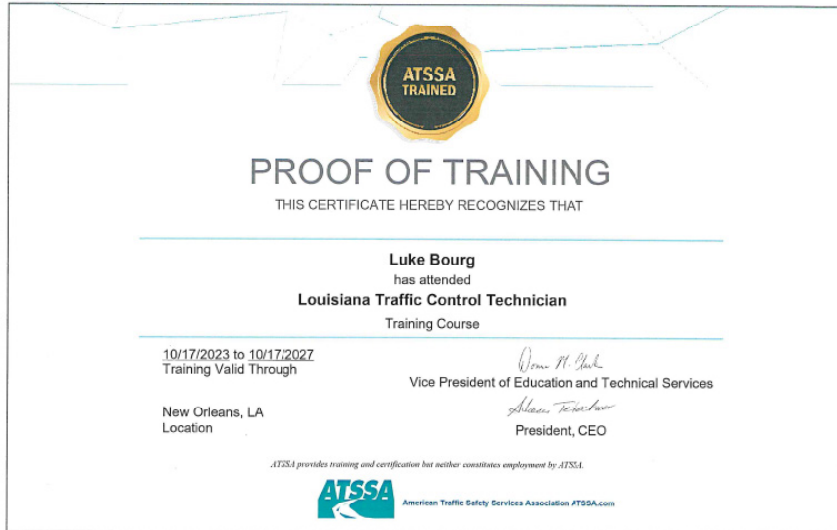 ATSSA
TRAINED
PROOF OF TRAINING
THIS CERTIFICATE HEREBY RECOGNIZES THAT
Luke Bourg
has attended
Louisiana Traffic Control Technician
Training Course
10/17/2023 to 10/17/2027
Training Valid Through
Vice President of Education and Technical Services
New Orleans, LA
Location
President, CEO
ATSSA provides training and certification but neither constitutes employment by ATSSA.
ATSSA
American Traffic Safety Services Association ATSSA.com